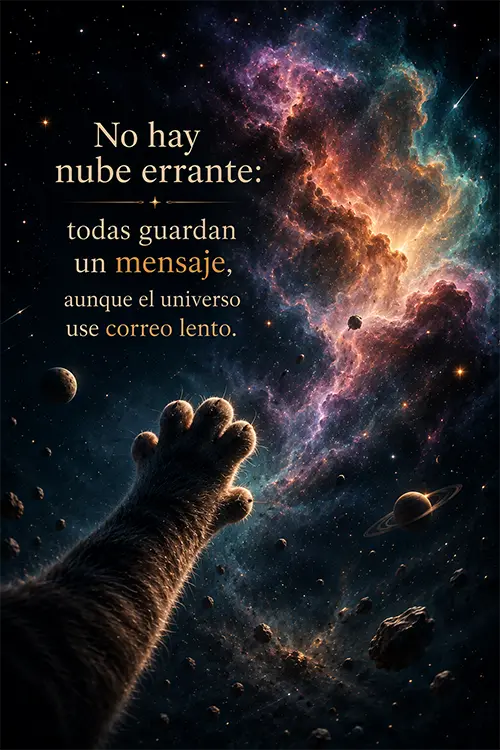 No hay
nube errante:
todas guardan
un mensaje,
aunque el universo
use correo lento.